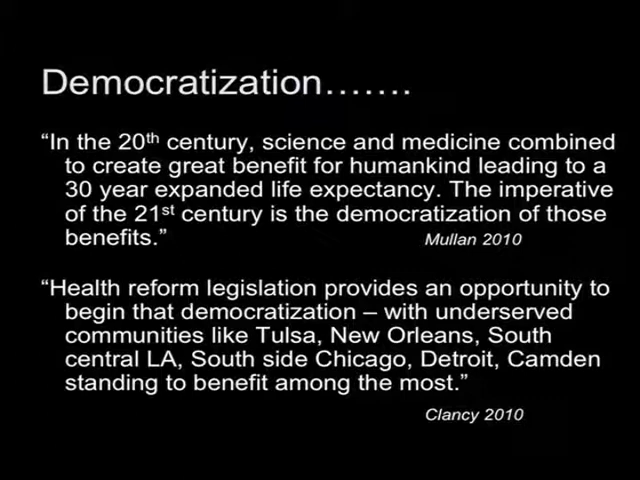 Democratization…….
“In the 20th century, science and medicine combined
to create great benefit for humankind leading to a
30 year expanded life expectancy. The imperative
of the 21st century is the democratization of those
benefits.” Mullan 2010
“Health reform legislation provides an opportunity to
begin that democratization – with underserved
communities like Tulsa, New Orleans, South
central LA, South side Chicago, Detroit, Camden
standing to benefit among the most.”
Clancy 2010